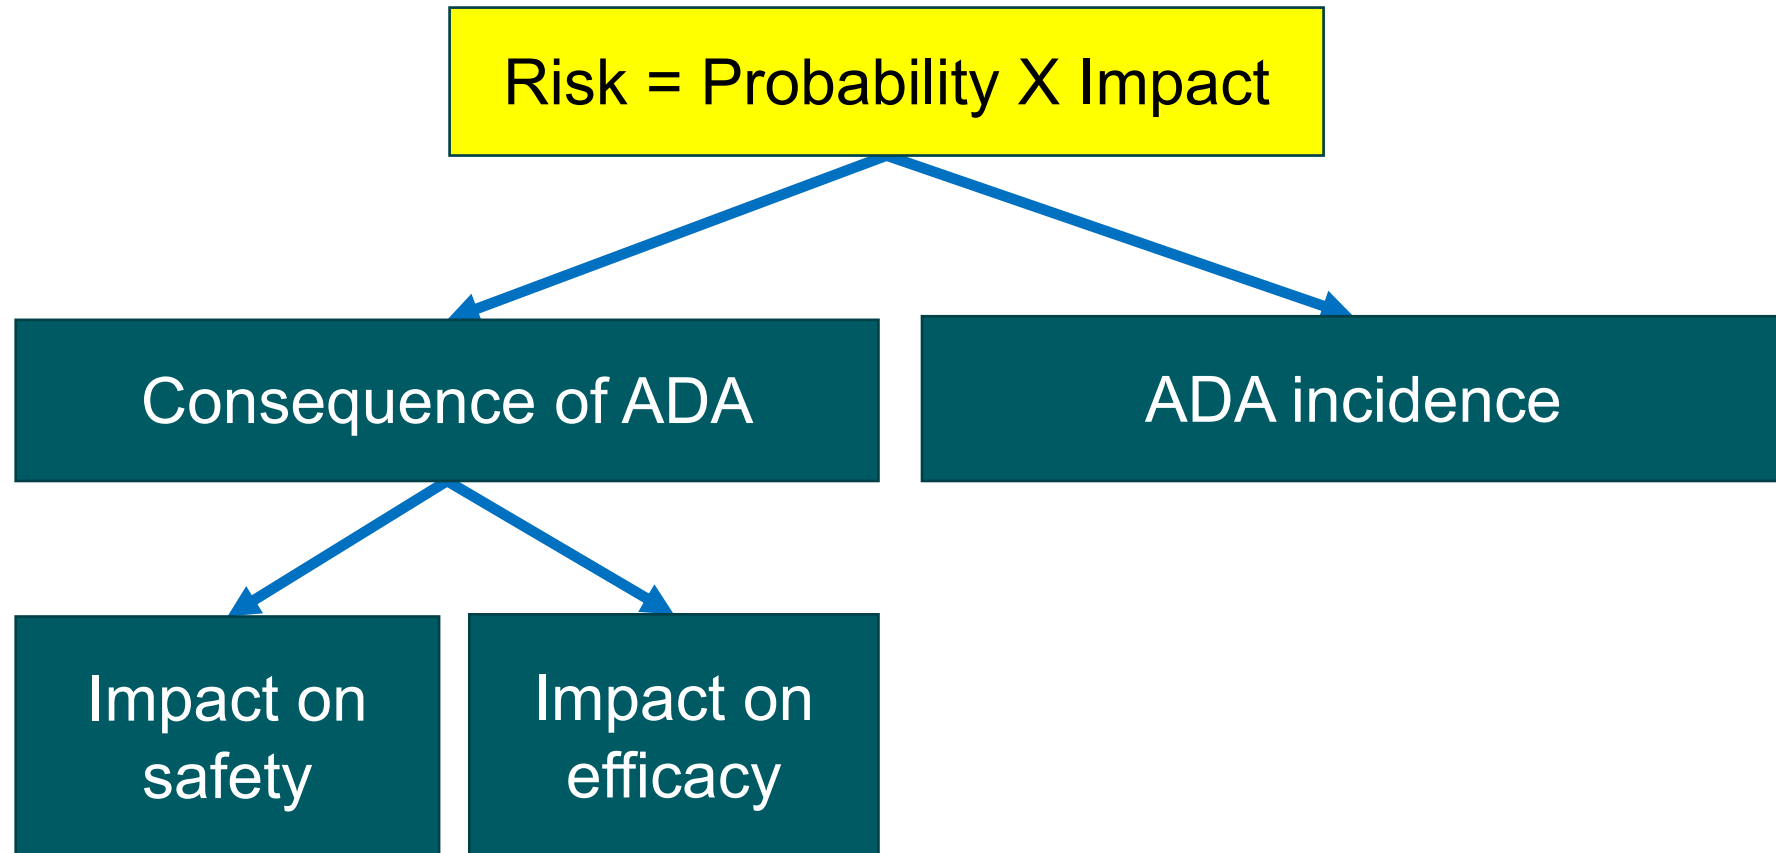 Risk = Probability X Impact
Consequence of ADA
ADA incidence
Impact on
safety
Impact on
efficacy